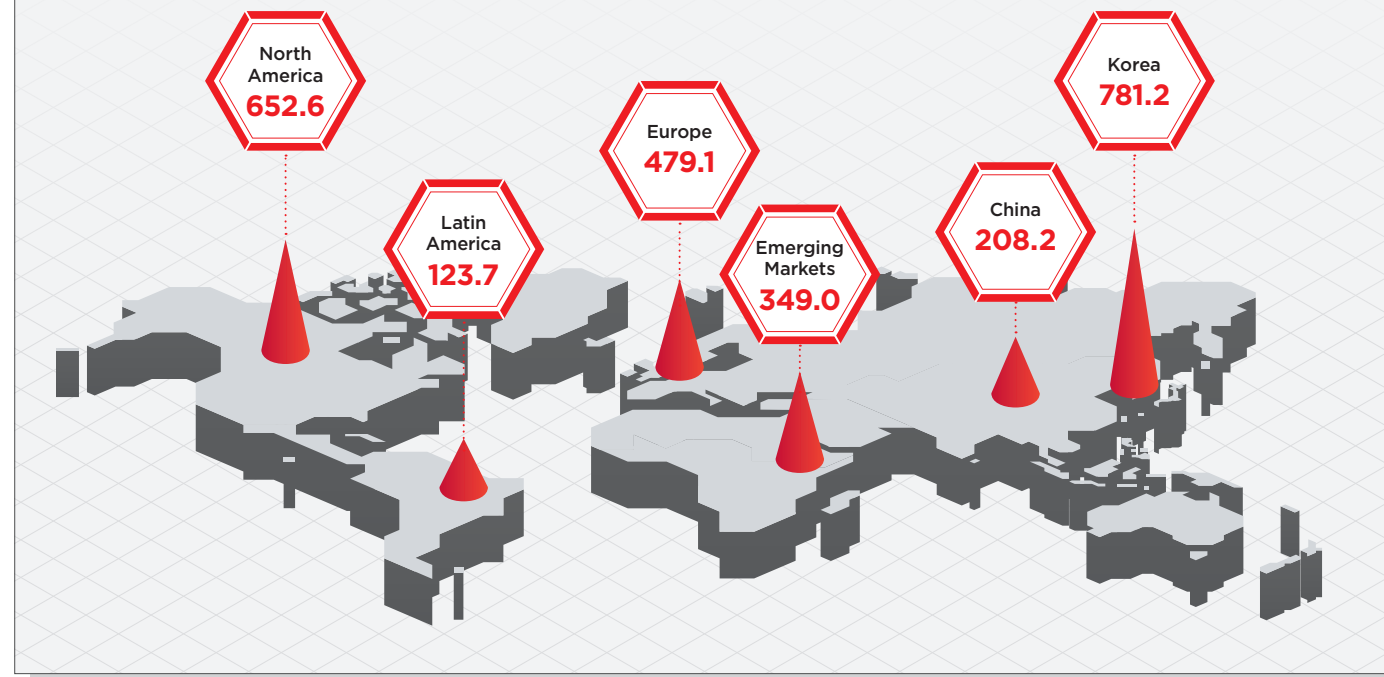 North
America
652.6
Latin
America
123.7
Europe
479.1
Emerging
Markets
349.0
China
208.2
Korea
781.2